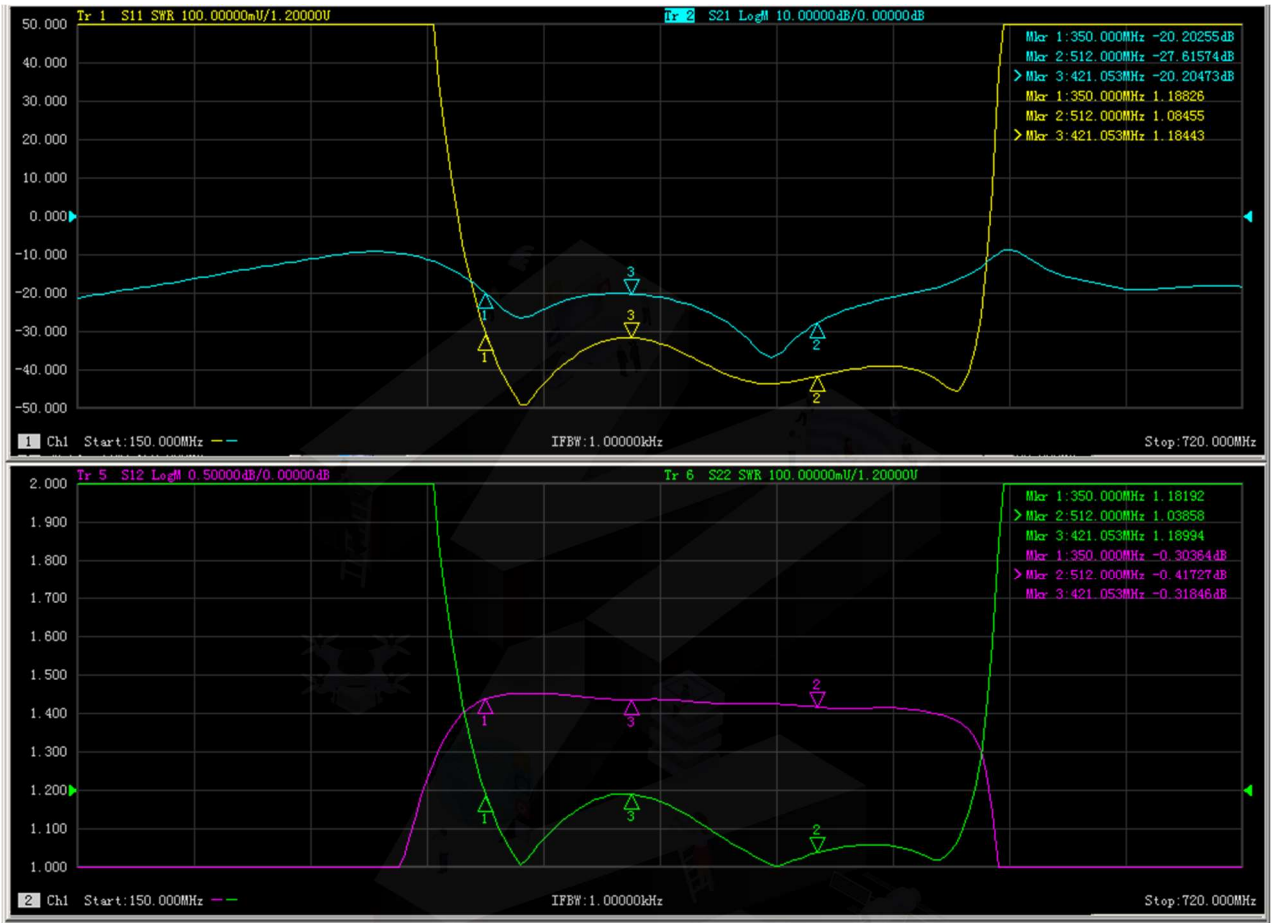 Tr 1 S11 SWR 100.00000mU/1.20000U Tr 2 S21 LogM 10.00000dB/0.00000dB
50.000
40.000
30.000
20.000
10.000
0.000
-10.000
-20.000
-30.000
-40.000
-50.000
Mkr 1:350.000MHz -20.20255dB
Mkr 2:512.000MHz -27.61574dB
>Mkr 3:421.053MHz -20.20473dB
Mkr 1:350.000MHz 1.18826
Mkr 2:512.000MHz 1.08455
>Mkr 3:421.053MHz 1.18443
3
1
2
3
1
2
1 Ch1 Start:150.000MHz IFBW:1.00000kHz Stop:720.000MHz
Tr 5 S12 LogM 0.50000dB/0.00000dB Tr 6 S22 SWR 100.00000mU/1.20000U
2.000
1.900
1.800
1.700
1.600
1.500
1.400
1.300
1.200
1.100
1.000
Mkr 1:350.000MHz 1.18192
>Mkr 2:512.000MHz 1.03858
Mkr 3:421.053MHz 1.18994
Mkr 1:350.000MHz -0.30364dB
>Mkr 2:512.000MHz -0.41727dB
Mkr 3:421.053MHz -0.31846dB
2
1
3
1
3
2
2 Ch1 Start:150.000MHz IFBW:1.00000kHz Stop:720.000MHz